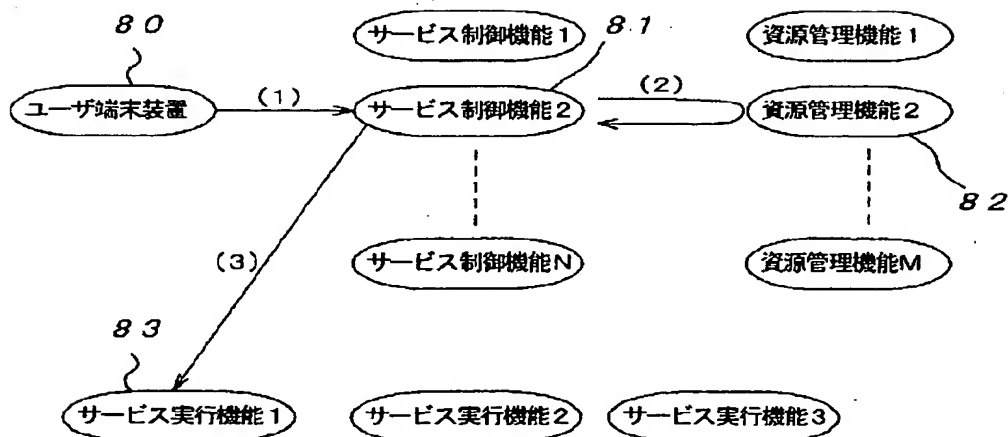 80
サービス制御機能1
81
資源管理機能1
ユーザ端末装置
(1)
サービス制御機能2
(2)
資源管理機能2
82
(3)
サービス制御機能N
資源管理機能M
83
サービス実行機能1
サービス実行機能2
サービス実行機能3